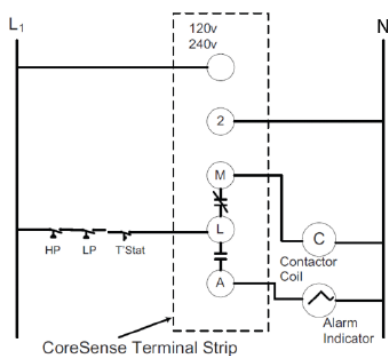 L1 N
120v
240v
2
M
L
HP LP T'Stat
C
Contactor
Coil
A
Alarm
Indicator
CoreSense Terminal Strip